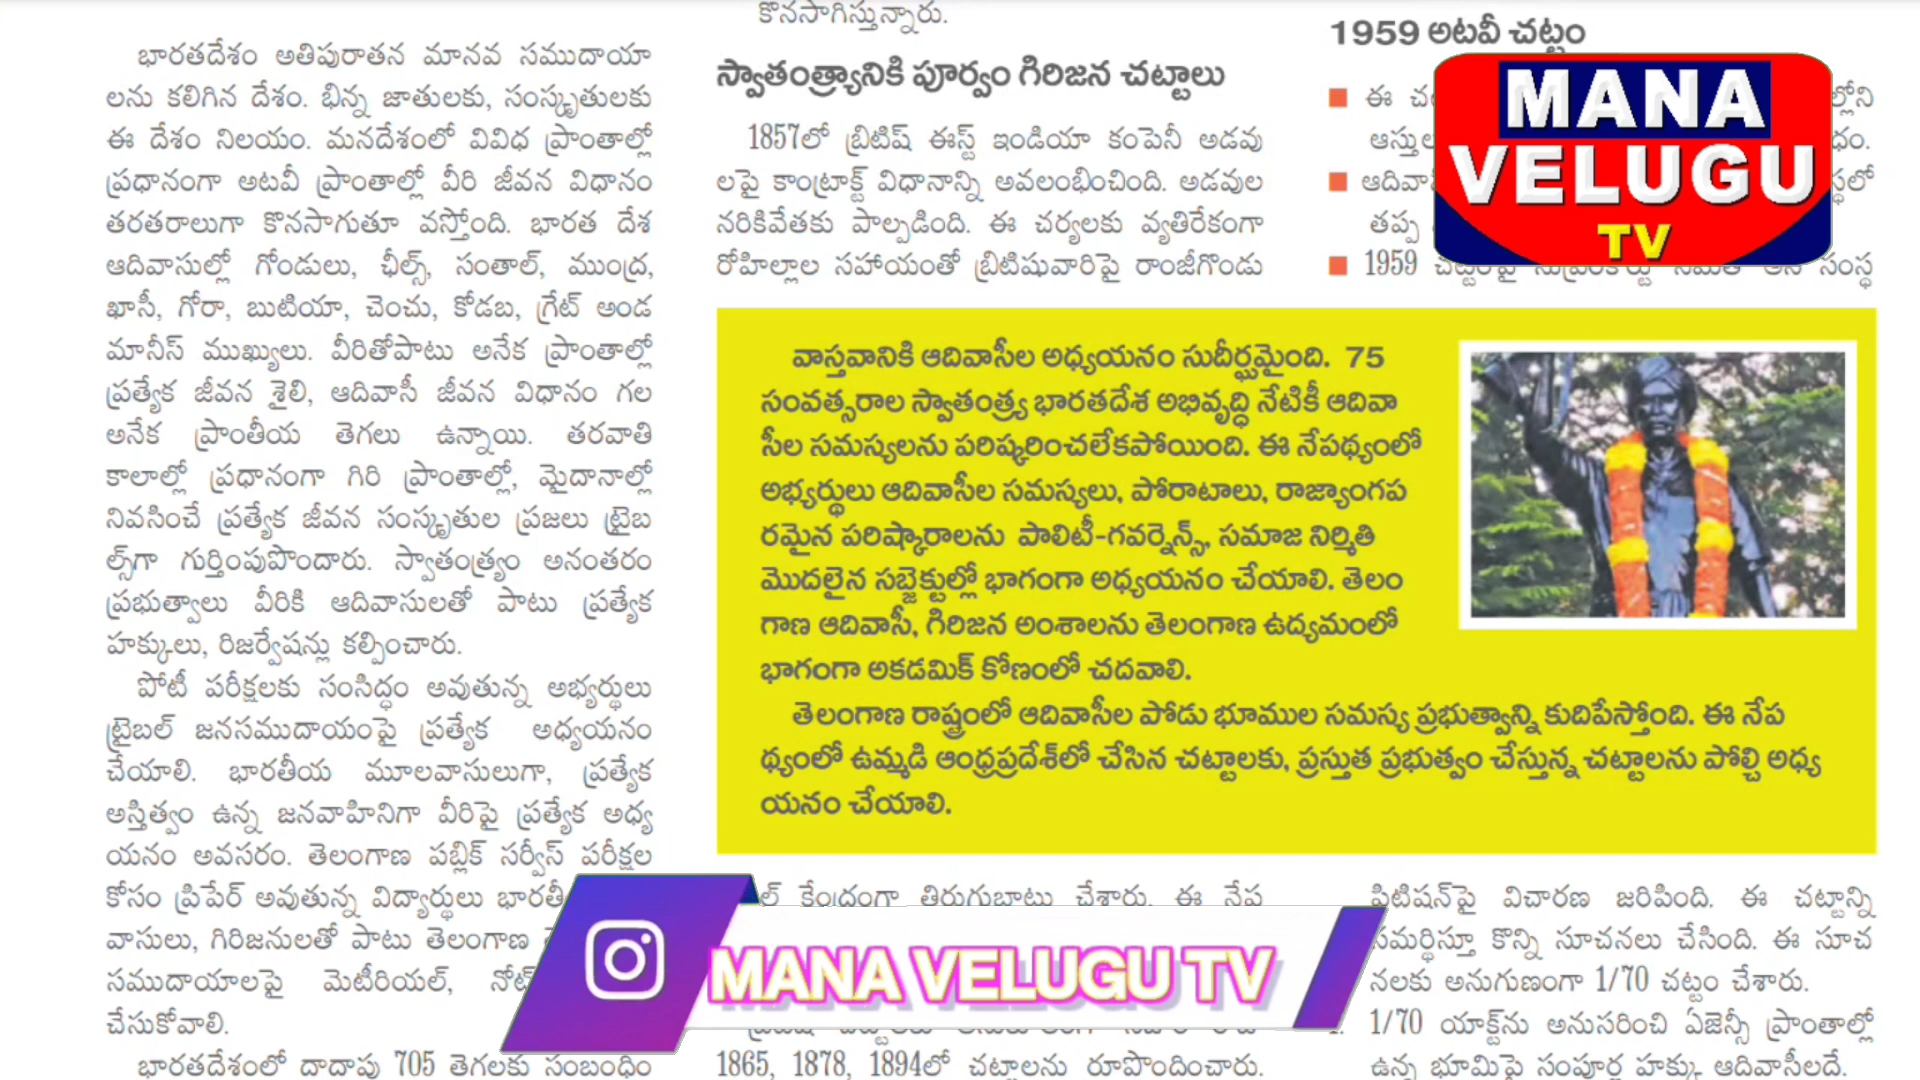 భారతదేశం అతిపురాతన మానవ సముదాయా
లను కలిగిన దేశం. భిన్న జాతులకు, సంస్కృతులకు
ఈ దేశం నిలయం. మనదేశంలో వివిధ ప్రాంతాల్లో
ప్రధానంగా అటవీ ప్రాంతాల్లో వీరి జీవన విధానం
తరతరాలుగా కొనసాగుతూ వస్తోంది. భారత దేశ
ఆదివాసుల్లో గోండులు, ఛీల్స్, సంతాల్, ముంద్ర,
ఖాసీ, గోరా, బుటియా, చెంచు, కోడబ, గ్రేట్ అండ
మానీస్ ముఖ్యులు. వీరితోపాటు అనేక ప్రాంతాల్లో
ప్రత్యేక జీవన శైలి, ఆదివాసీ జీవన విధానం గల
అనేక ప్రాంతీయ తెగలు ఉన్నాయి. తరవాతి
కాలాల్లో ప్రధానంగా గిరి ప్రాంతాల్లో, మైదానాల్లో
నివసించే ప్రత్యేక జీవన సంస్కృతుల ప్రజలు ట్రైబ
ల్స్‌గా గుర్తింపుపొందారు. స్వాతంత్ర్యం అనంతరం
ప్రభుత్వాలు వీరికి ఆదివాసులతో పాటు ప్రత్యేక
హక్కులు, రిజర్వేషన్లు కల్పించారు.
పోటీ పరీక్షలకు సంసిద్ధం అవుతున్న అభ్యర్థులు
ట్రైబల్ జనసముదాయంపై ప్రత్యేక అధ్యయనం
చేయాలి. భారతీయ మూలవాసులుగా, ప్రత్యేక
అస్తిత్వం ఉన్న జనవాహినిగా వీరిపై ప్రత్యేక అధ్య
యనం అవసరం. తెలంగాణ పబ్లిక్ సర్వీస్ పరీక్షల
కోసం ప్రిపేర్ అవుతున్న విద్యార్థులు
వాసులు, గిరిజనులతో పాటు తెలంగాణ
సముదాయాలపై మెటీరియల్,
చేసుకోవాలి.
భారతదేశంలో దాదాపు 705 తెగలకు సంబంధిం
కొనసాగిస్తున్నారు.
స్వాతంత్ర్యానికి పూర్వం గిరిజన చట్టాలు
1857లో బ్రిటిష్ ఈస్ట్ ఇండియా కంపెనీ అడవు
లపై కాంట్రాక్ట్ విధానాన్ని అవలంభించింది. అడవుల
నరికివేతకు పాల్పడింది. ఈ చర్యలకు వ్యతిరేకంగా
రోహిల్లాల సహాయంతో బ్రిటిషువారిపై రాంజీగొండు
1959 అటవీ చట్టం
ఈ
తప్ప
1959 సంస్థ
MANA
VELUGU
TV
వాస్తవానికి ఆదివాసీల అధ్యయనం సుదీర్ఘమైంది. 75
సంవత్సరాల స్వాతంత్ర్య భారతదేశ అభివృద్ధి నేటికీ ఆదివా
సీల సమస్యలను పరిష్కరించలేకపోయింది. ఈ నేపథ్యంలో
అభ్యర్థులు ఆదివాసీల సమస్యలు, పోరాటాలు, రాజ్యాంగప
రమైన పరిష్కారాలను పాలిటీ-గవర్నెన్స్, సమాజ నిర్మితి
మొదలైన సబ్జెక్టుల్లో భాగంగా అధ్యయనం చేయాలి. తెలం
గాణ ఆదివాసీ, గిరిజన అంశాలను తెలంగాణ ఉద్యమంలో
భాగంగా అకడమిక్ కోణంలో చదవాలి.
తెలంగాణ రాష్ట్రంలో ఆదివాసీల పోడు భూముల సమస్య ప్రభుత్వాన్ని కుదిపేస్తోంది. ఈ నేప
థ్యంలో ఉమ్మడి ఆంధ్రప్రదేశ్‌లో చేసిన చట్టాలకు, ప్రస్తుత ప్రభుత్వం చేస్తున్న చట్టాలను పోల్చి అధ్య
యనం చేయాలి.
కేంద్రంగా తిరుగుబాటు చేశారు. ఈ నేప
1865, 1878, 1894లో చట్టాలను రూపొందించారు.
పిటిషన్‌పై విచారణ జరిపింది. ఈ చట్టాన్ని
సమర్థిస్తూ కొన్ని సూచనలు చేసింది. ఈ సూచ
నలకు అనుగుణంగా 1/70 చట్టం చేశారు.
1/70 యాక్ట్‌ను అనుసరించి ఏజెన్సీ ప్రాంతాల్లో
ఉన్న భూమిపై సంపూర్ణ హక్కు ఆదివాసీలదే.
MANA VELUGU TV